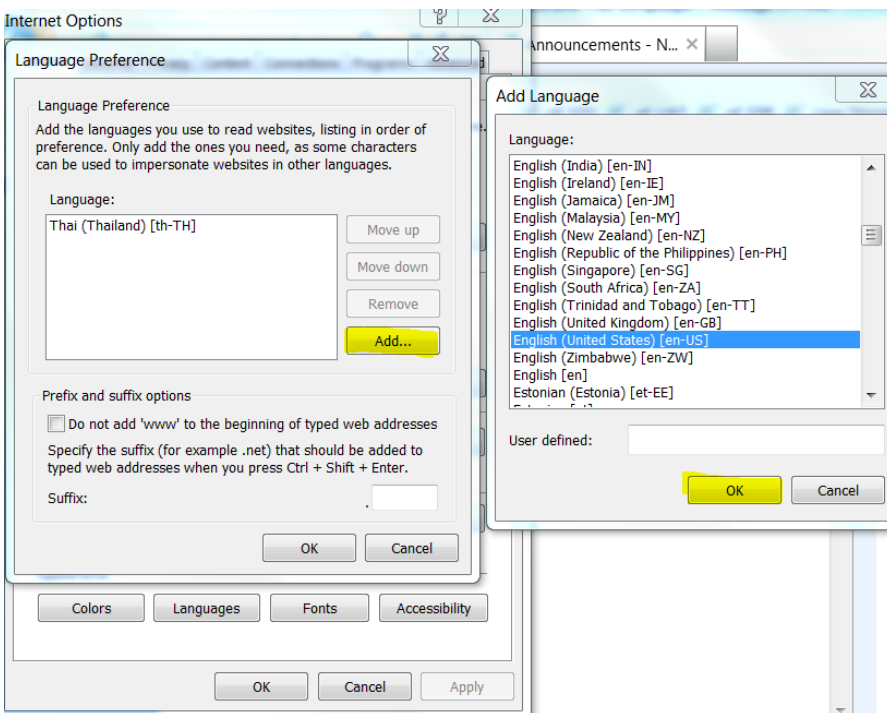 Internet Options
Announcements - N...
Language Preference
Language Preference
Add the languages you use to read websites, listing in order of
preference. Only add the ones you need, as some characters
can be used to impersonate websites in other languages.
Language:
Thai (Thailand) [th-TH]
Move up
Move down
Remove
Add...
Prefix and suffix options
Do not add 'www' to the beginning of typed web addresses
Specify the suffix (for example .net) that should be added to
typed web addresses when you press Ctrl + Shift + Enter.
Suffix:
.
OK
Cancel
Colors
Languages
Fonts
Accessibility
OK
Cancel
Apply
Add Language
Language:
English (India) [en-IN]
English (Ireland) [en-IE]
English (Jamaica) [en-JM]
English (Malaysia) [en-MY]
English (New Zealand) [en-NZ]
English (Republic of the Philippines) [en-PH]
English (Singapore) [en-SG]
English (South Africa) [en-ZA]
English (Trinidad and Tobago) [en-TT]
English (United Kingdom) [en-GB]
English (United States) [en-US]
English (Zimbabwe) [en-ZW]
English [en]
Estonian (Estonia) [et-EE]
User defined:
OK
Cancel